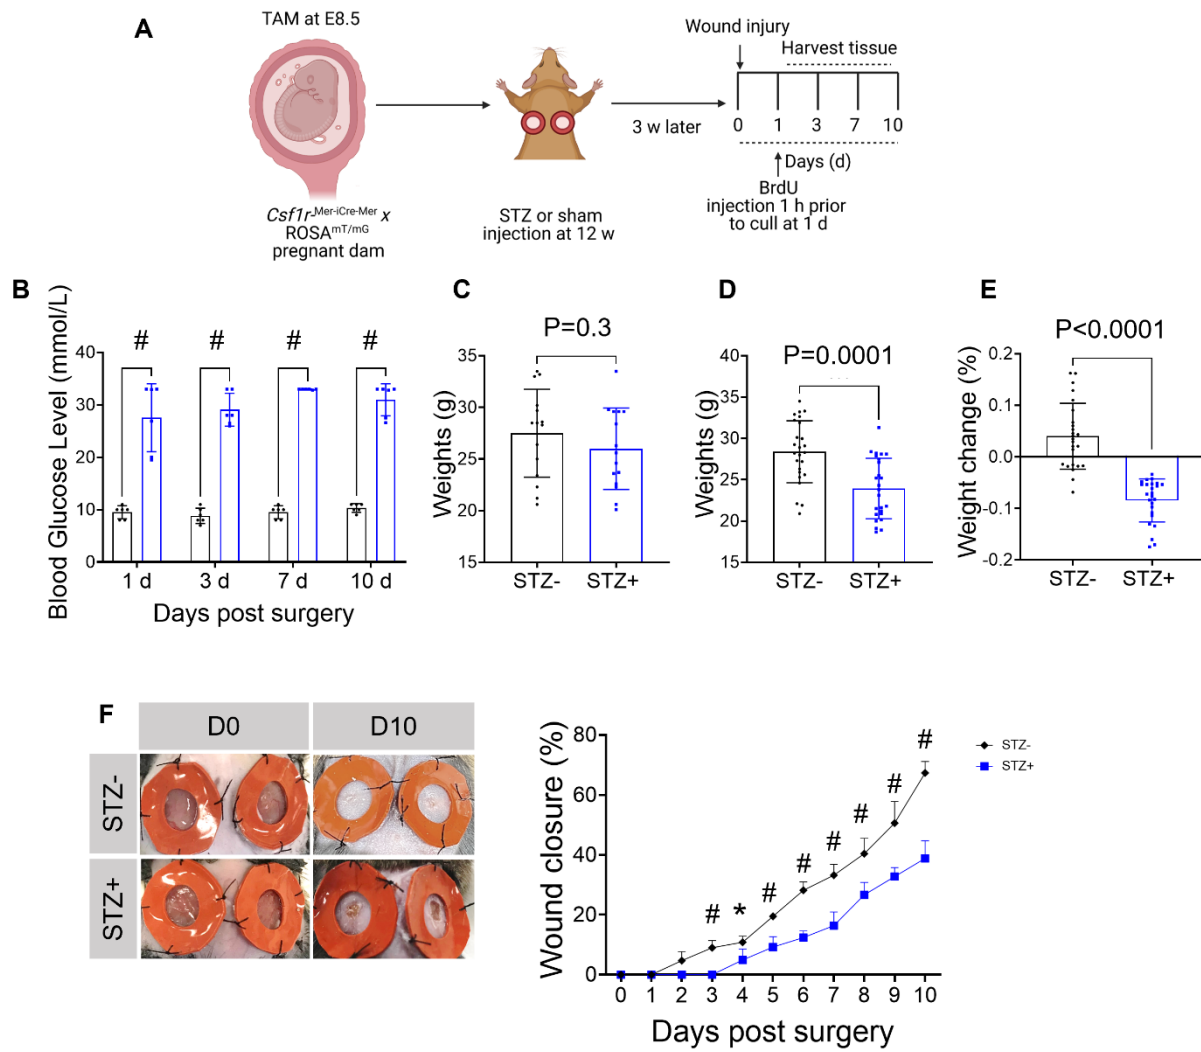 A
TAM at E8.5
Csf1r-Mer-iCre-Mer x
ROSAmT/mG
pregnant dam
STZ or sham
injection at 12 w
3 w later
Wound injury
Harvest tissue
0 1 3 7 10
Days (d)
BrdU
injection 1 h prior
to cull at 1 d
B
Blood Glucose Level (mmol/L)
40
30
20
10
0
# # # #
1 d 3 d 7 d 10 d
Days post surgery
C
P=0.3
Weights (g)
35
30
25
20
15
STZ- STZ+
D
P=0.0001
Weights (g)
40
35
30
25
20
15
STZ- STZ+
E
P<0.0001
Weight change (%)
0.2
0.1
0.0
-0.1
-0.2
STZ- STZ+
F
D0 D10
STZ-
STZ+
Wound closure (%)
80
60
40
20
0
# * # # # # # #
0 1 2 3 4 5 6 7 8 9 10
Days post surgery
STZ-
STZ+